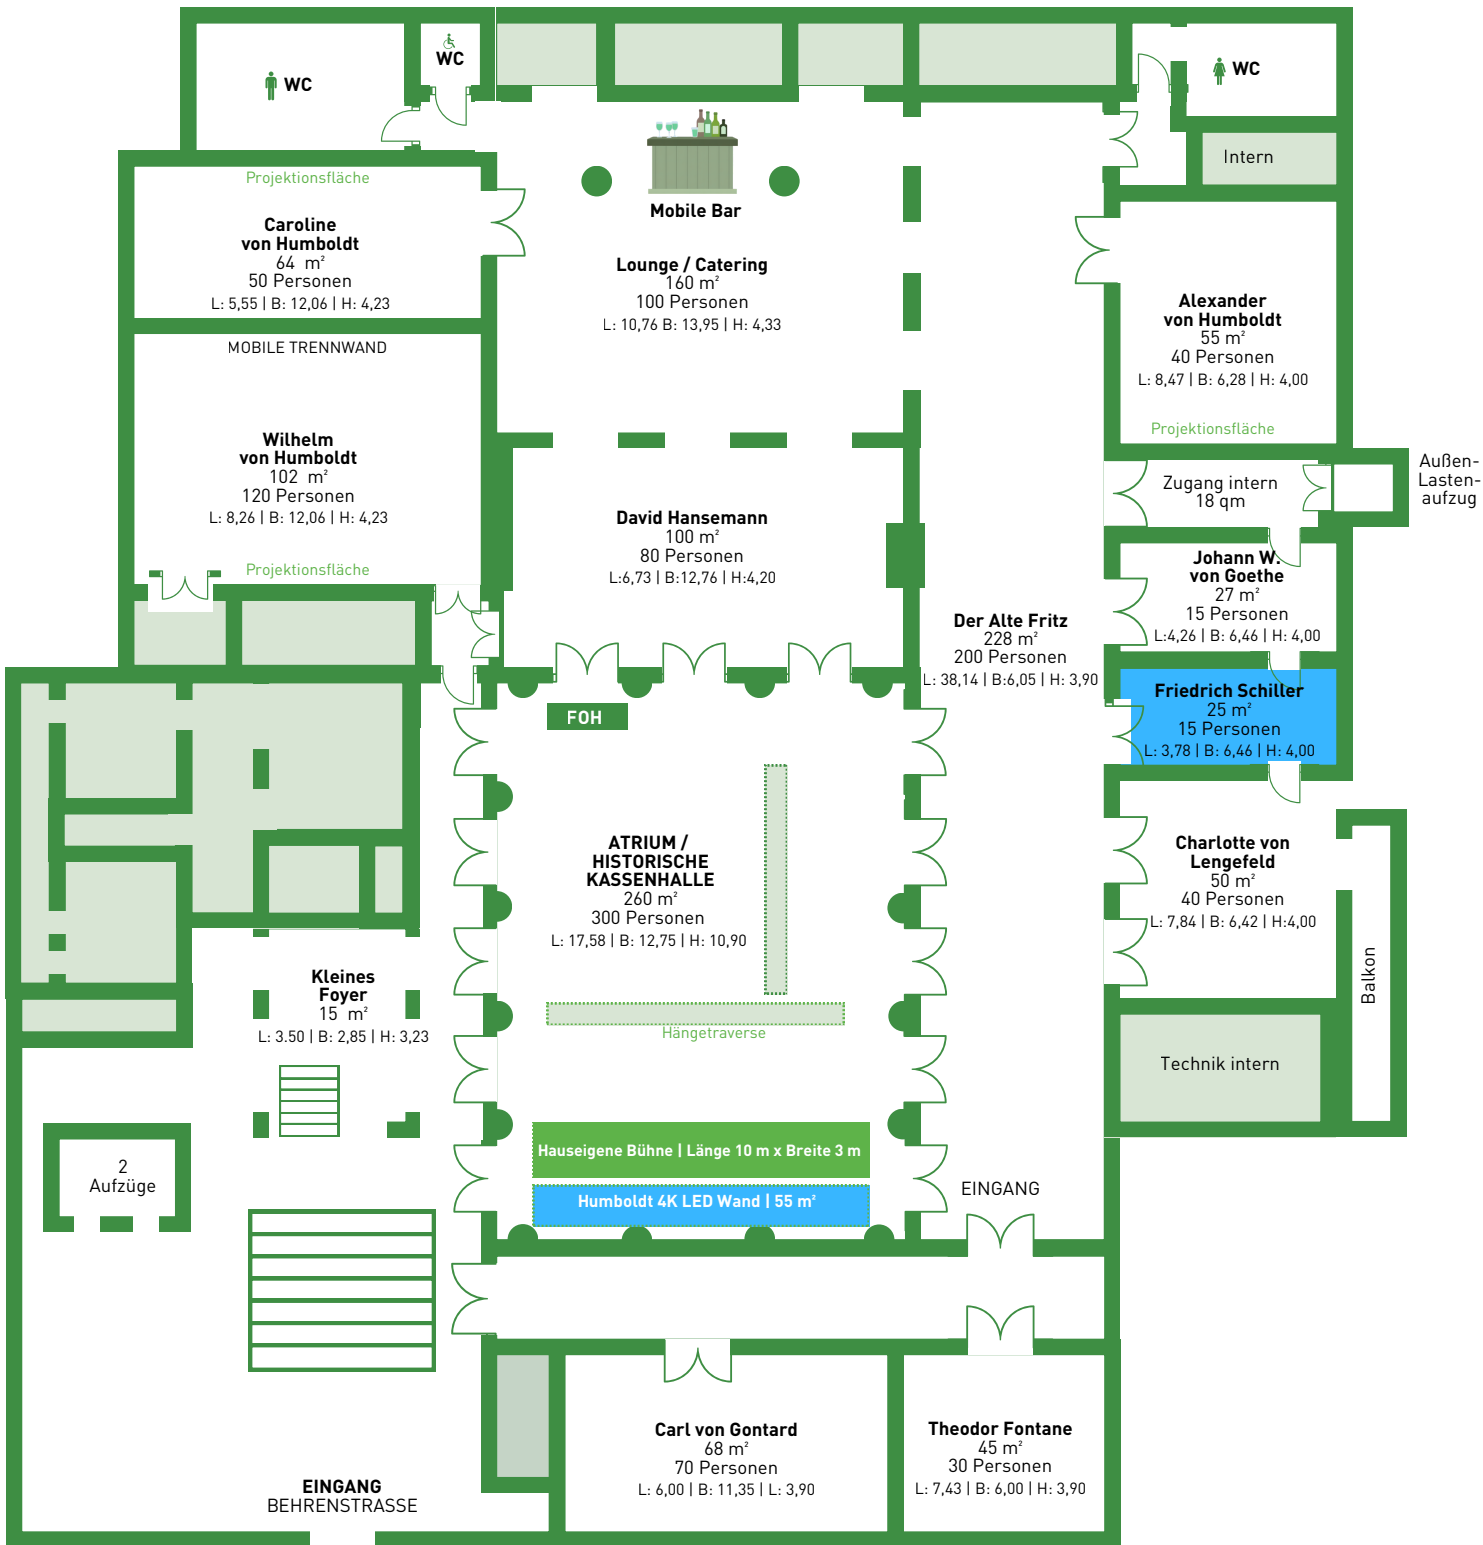 WC
WC
WC
Intern
Projektionsfläche
Caroline
von Humboldt
64 m²
50 Personen
L: 5,55 | B: 12,06 | H: 4,23
Mobile Bar
Lounge / Catering
160 m²
100 Personen
L: 10,76 B: 13,95 | H: 4,33
Alexander
von Humboldt
55 m²
40 Personen
L: 8,47 | B: 6,28 | H: 4,00
Projektionsfläche
MOBILE TRENNWAND
Wilhelm
von Humboldt
102 m²
120 Personen
L: 8,26 | B: 12,06 | H: 4,23
Projektionsfläche
David Hansemann
100 m²
80 Personen
L:6,73 | B:12,76 | H:4,20
Zugang intern
18 qm
Außen-
Lasten-
aufzug
Johann W.
von Goethe
27 m²
15 Personen
L:4,26 | B: 6,46 | H: 4,00
Der Alte Fritz
228 m²
200 Personen
L: 38,14 | B:6,05 | H: 3,90
Friedrich Schiller
25 m²
15 Personen
L: 3,78 | B: 6,46 | H: 4,00
FOH
ATRIUM /
HISTORISCHE
KASSENHALLE
260 m²
300 Personen
L: 17,58 | B: 12,75 | H: 10,90
Charlotte von
Lengefeld
50 m²
40 Personen
L: 7,84 | B: 6,42 | H:4,00
Balkon
Kleines
Foyer
15 m²
L: 3.50 | B: 2,85 | H: 3,23
Hängetraverse
Technik intern
Hauseigene Bühne | Länge 10 m x Breite 3 m
Humboldt 4K LED Wand | 55 m²
2
Aufzüge
EINGANG
Carl von Gontard
68 m²
70 Personen
L: 6,00 | B: 11,35 | L: 3,90
Theodor Fontane
45 m²
30 Personen
L: 7,43 | B: 6,00 | H: 3,90
EINGANG
BEHRENSTRASSE